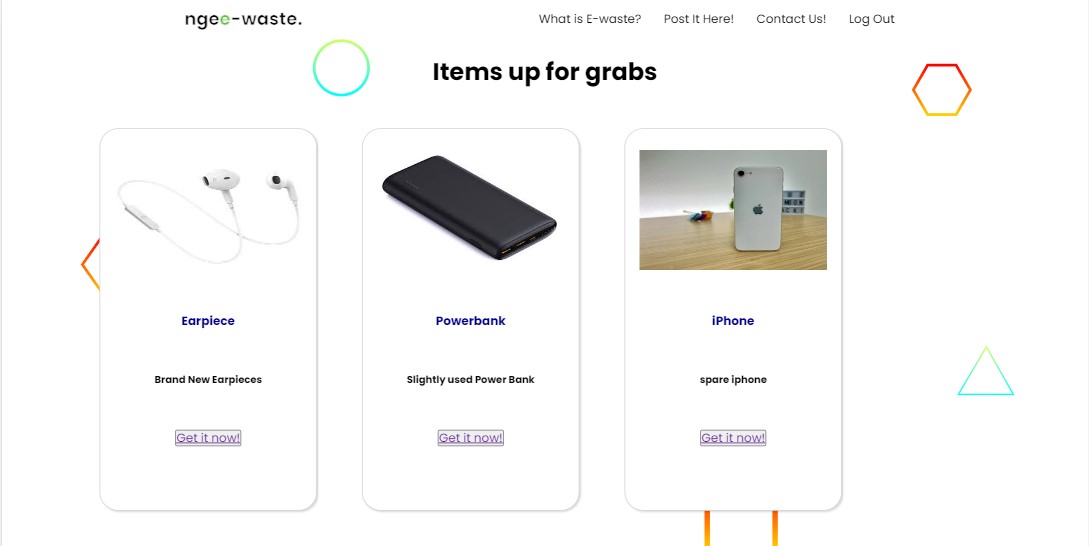 ngee-waste.
What is E-waste? Post It Here! Contact Us! Log Out
Items up for grabs
Earpiece
Powerbank
iPhone
Brand New Earpieces
Slightly used Power Bank
spare iphone
Get it now!
Get it now!
Get it now!